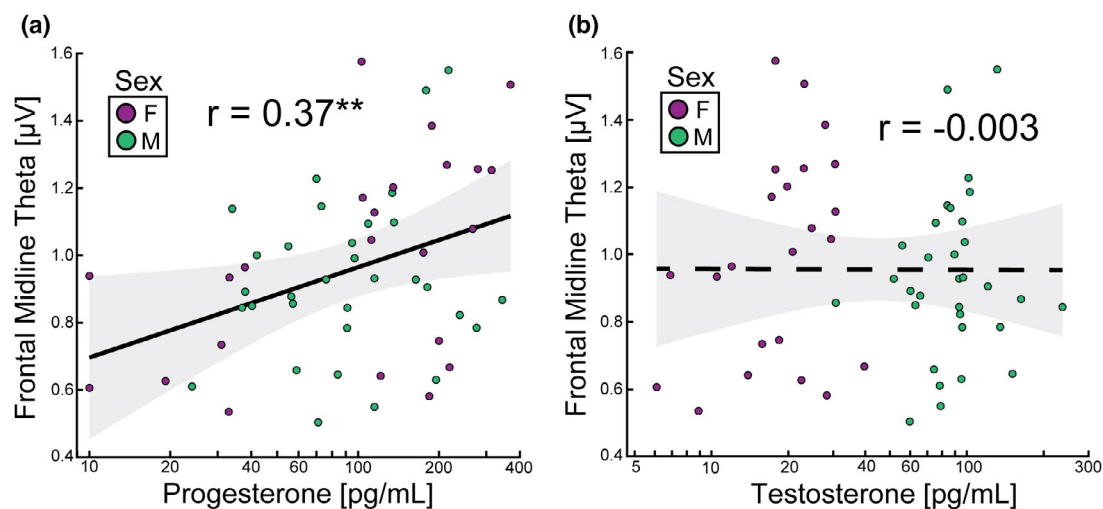 (a)
Frontal Midline Theta [µV]
1.6
1.4
1.2
1.0
0.8
0.6
0.4
Sex
F
M
r = 0.37**
10 20 40 60 100 200 400
Progesterone [pg/mL]
(b)
Frontal Midline Theta [µV]
1.6
1.4
1.2
1.0
0.8
0.6
0.4
Sex
F
M
r = -0.003
5 10 20 50 60 100 300
Testosterone [pg/mL]